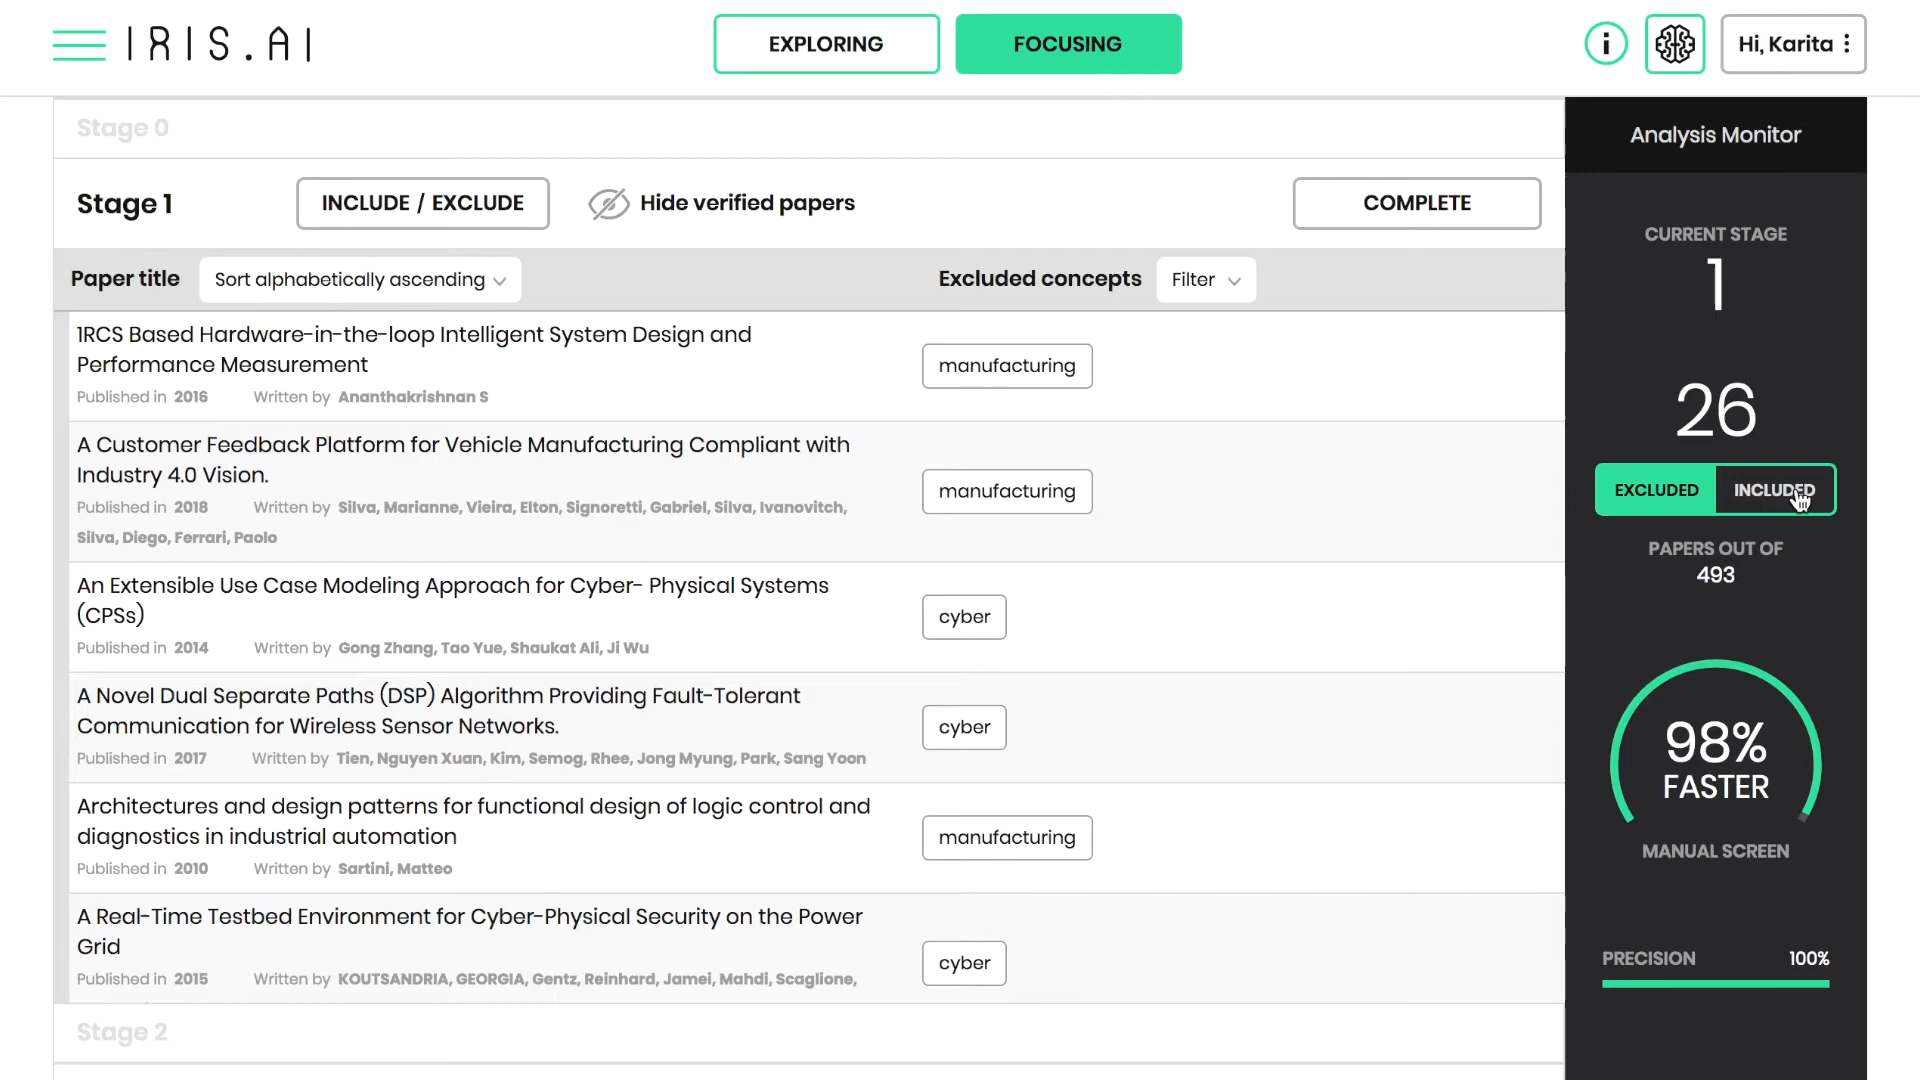 IRIS.AI
EXPLORING
FOCUSING
Hi, Karita
Stage 0
Stage 1
INCLUDE / EXCLUDE
Hide verified papers
COMPLETE
Paper title
Sort alphabetically ascending
Excluded concepts
Filter
1RCS Based Hardware-in-the-loop Intelligent System Design and
Performance Measurement
Published in 2016 Written by Ananthakrishnan S
manufacturing
A Customer Feedback Platform for Vehicle Manufacturing Compliant with
Industry 4.0 Vision.
Published in 2018 Written by Silva, Marianne, Vieira, Elton, Signoretti, Gabriel, Silva, Ivanovitch,
Silva, Diego, Ferrari, Paolo
manufacturing
An Extensible Use Case Modeling Approach for Cyber- Physical Systems
(CPSs)
Published in 2014 Written by Gong Zhang, Tao Yue, Shaukat Ali, Ji Wu
cyber
A Novel Dual Separate Paths (DSP) Algorithm Providing Fault-Tolerant
Communication for Wireless Sensor Networks.
Published in 2017 Written by Tien, Nguyen Xuan, Kim, Semog, Rhee, Jong Myung, Park, Sang Yoon
cyber
Architectures and design patterns for functional design of logic control and
diagnostics in industrial automation
Published in 2010 Written by Sartini, Matteo
manufacturing
A Real-Time Testbed Environment for Cyber-Physical Security on the Power
Grid
Published in 2015 Written by KOUTSANDRIA, GEORGIA, Gentz, Reinhard, Jamei, Mahdi, Scaglione,
cyber
Stage 2
Analysis Monitor
CURRENT STAGE
1
26
EXCLUDED
INCLUDED
PAPERS OUT OF
493
98%
FASTER
MANUAL SCREEN
PRECISION 100%